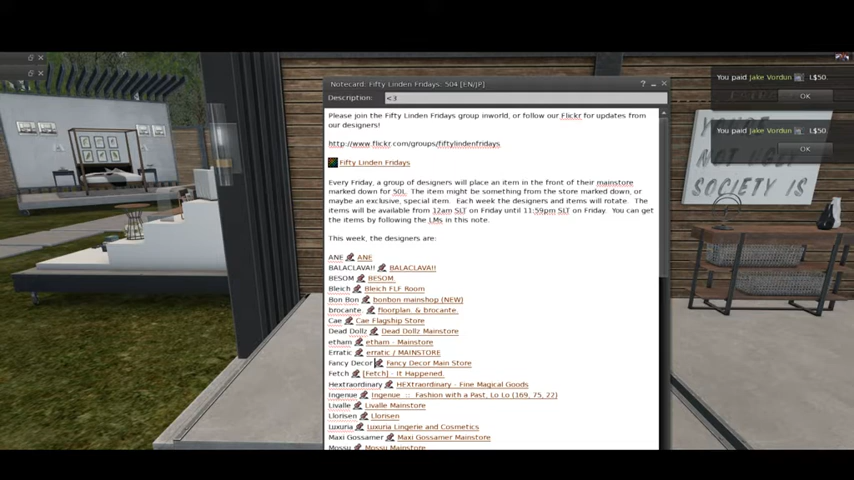 Notecard: Fifty Linden Fridays: 504 [EN/JP]
Description: <3
You paid Jake Vordun L$50.
OK
You paid Jake Vordun L$50.
OK
Please join the Fifty Linden Fridays group inworld, or follow our Flickr for updates from
our designers!
http://www.flickr.com/groups/fiftylindenfridays
Fifty Linden Fridays
Every Friday, a group of designers will place an item in the front of their mainstore
marked down for 50L. The item might be something from the store marked down, or
maybe an exclusive, special item. Each week the designers and items will rotate. The
items will be available from 12am SLT on Friday until 11:59pm SLT on Friday. You can get
the items by following the LMs in this note.
This week, the designers are:
ANE ANE
BALACLAVA!! BALACLAVA!!
BESOM BESOM.
Bleich Bleich FLF Room
Bon Bon bonbon mainshop (NEW)
brocante. floorplan. & brocante.
Cae Cae Flagship Store
Dead Dollz Dead Dollz Mainstore
etham etham - Mainstore
Erratic erratic / MAINSTORE
Fancy Decor Fancy Decor Main Store
Fetch [Fetch] - It Happened.
Hextraordinary HEXtraordinary - Fine Magical Goods
Ingenue Ingenue :: Fashion with a Past, Lo Lo (169, 75, 22)
Livalle Livalle Mainstore
Llorisen Llorisen
Luxuria Luxuria Lingerie and Cosmetics
Maxi Gossamer Maxi Gossamer Mainstore
Mossu Mossu Mainstore
NOT UGLY
SOCIETY IS